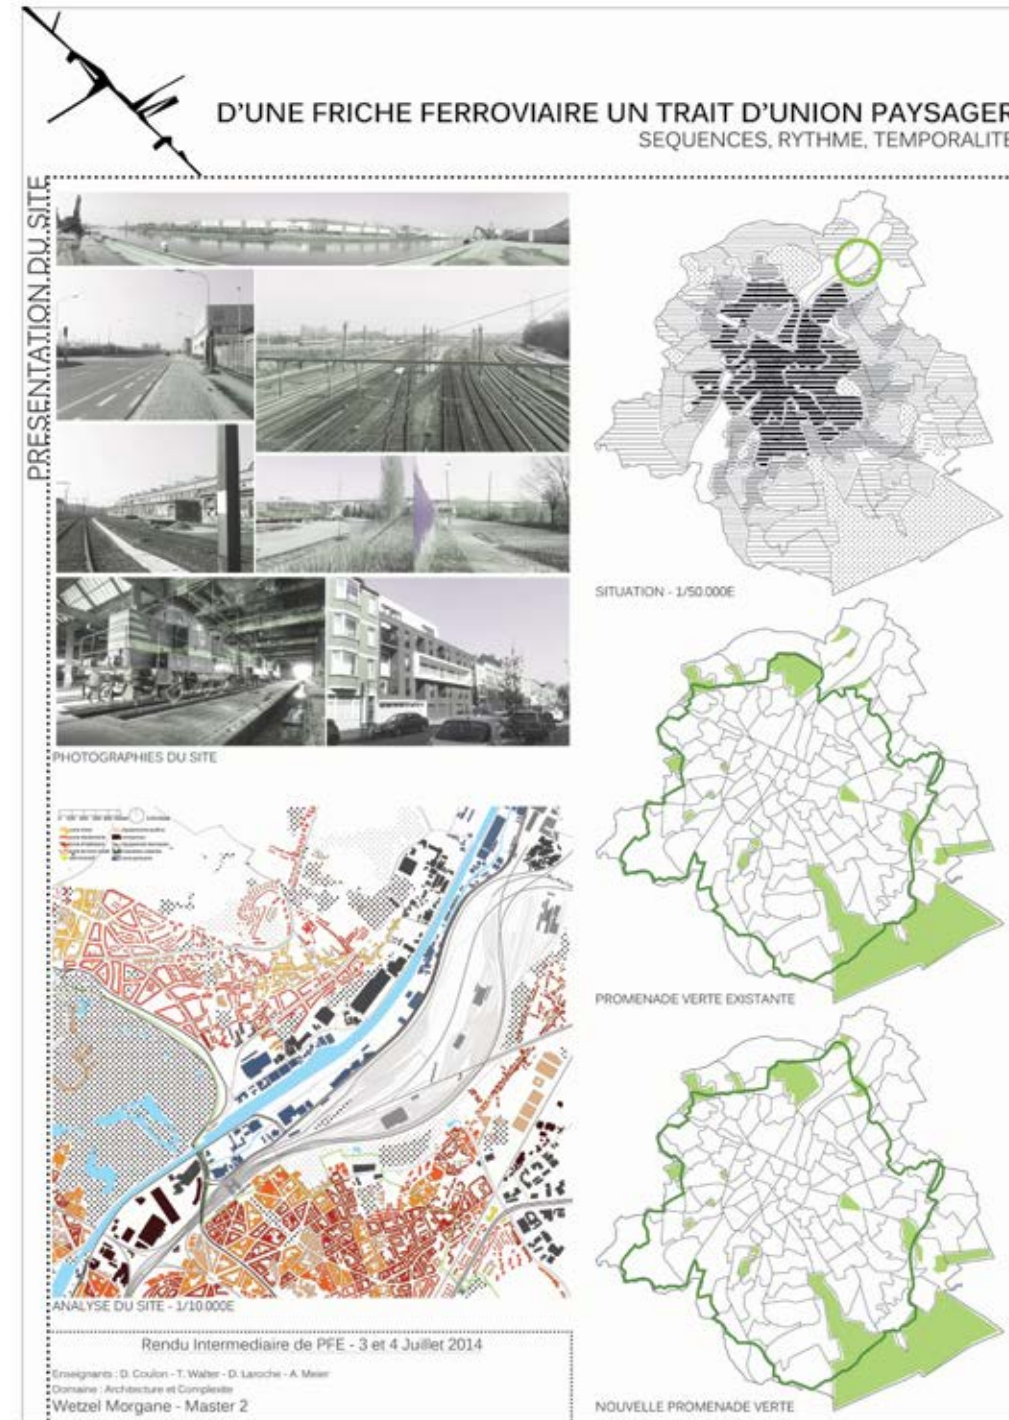 D'UNE FRICHE FERROVIAIRE UN TRAIT D'UNION PAYSAGER
SEQUENCES, RYTHME, TEMPORALITE
PRESENTATION DU SITE
PHOTOGRAPHIES DU SITE
SITUATION - 1/50.000E
PROMENADE VERTE EXISTANTE
ANALYSE DU SITE - 1/10.000E
NOUVELLE PROMENADE VERTE
Rendu Intermediaire de PFE - 3 et 4 Juillet 2014
Enseignants : D. Coulon - T. Walter - D. Laroche - A. Meier
Domaine : Architecture et Complexite
Wetzel Morgane - Master 2